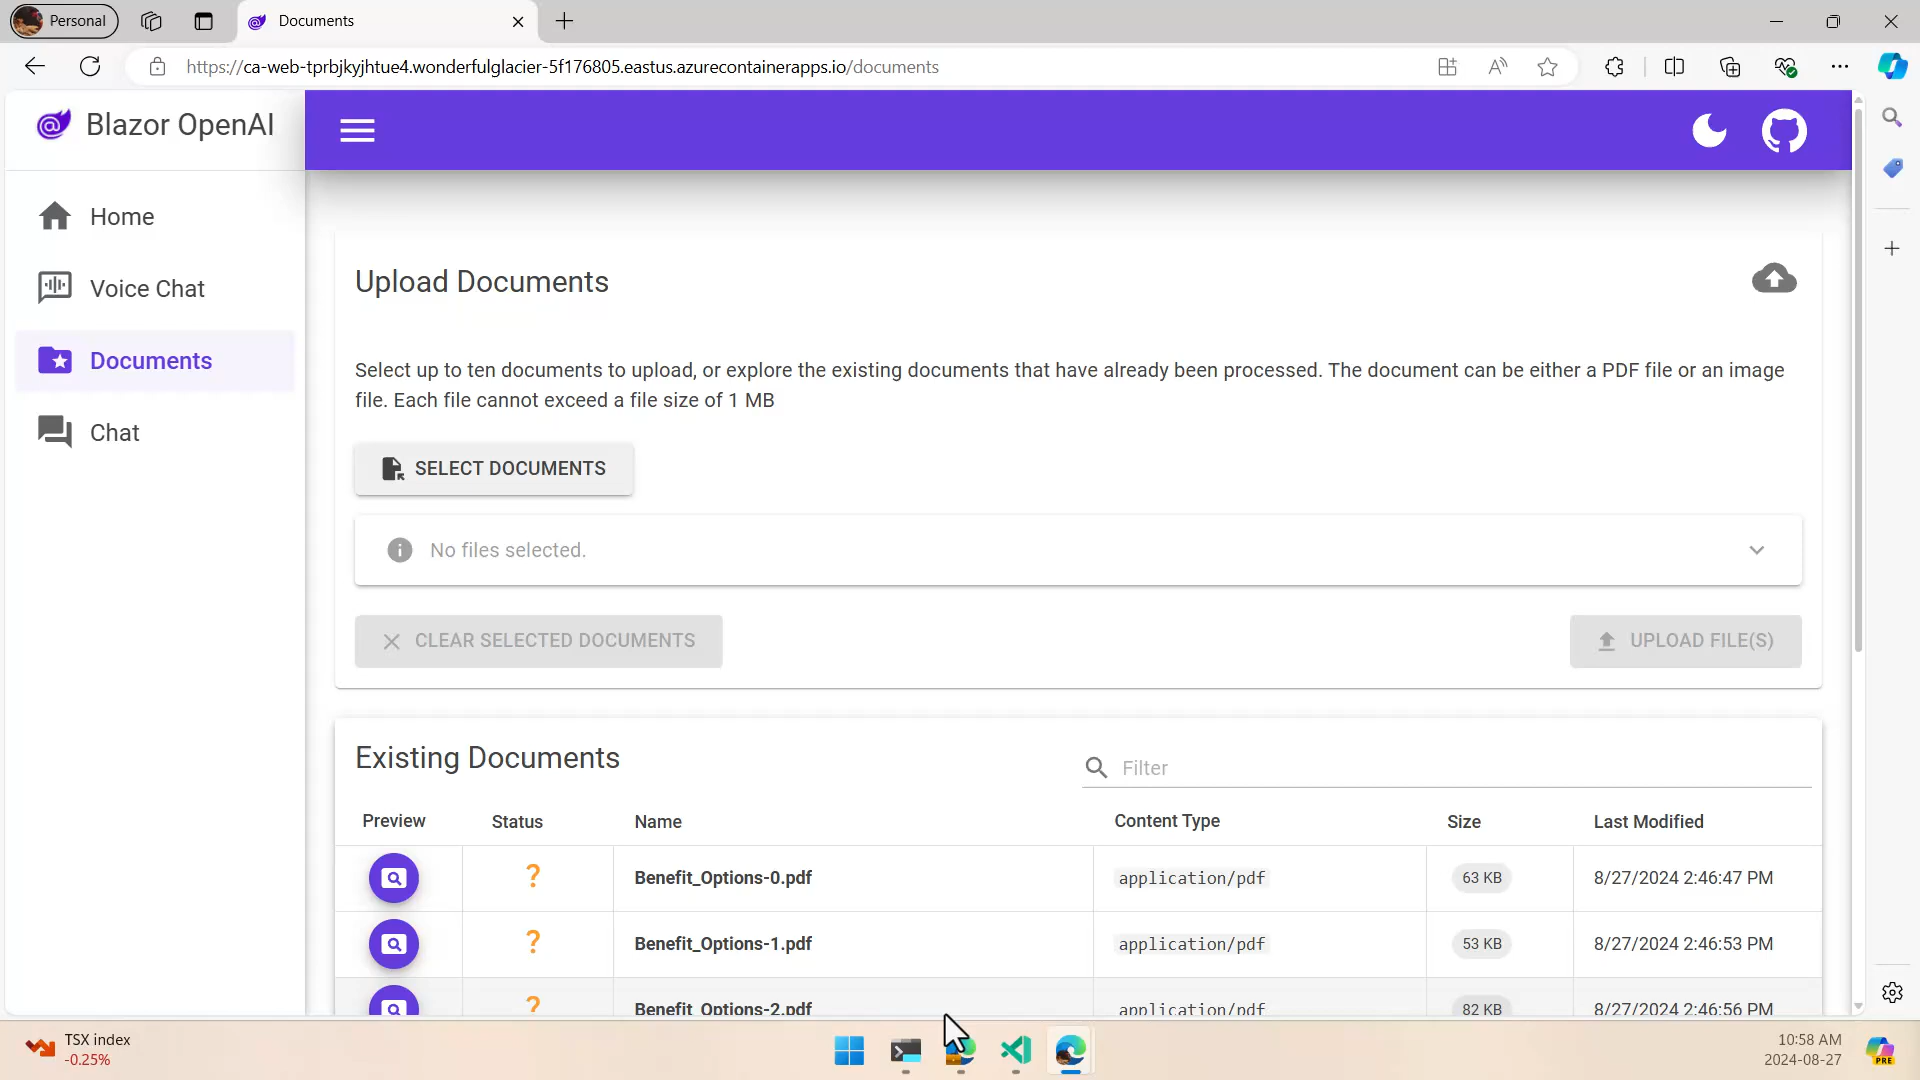 Personal
Documents
https://ca-web-tprbjkyjhtue4.wonderfulglacier-5f176805.eastus.azurecontainerapps.io/documents
Blazor OpenAI
Home
Voice Chat
Documents
Chat
Upload Documents
Select up to ten documents to upload, or explore the existing documents that have already been processed. The document can be either a PDF file or an image
file. Each file cannot exceed a file size of 1 MB
SELECT DOCUMENTS
No files selected.
CLEAR SELECTED DOCUMENTS
UPLOAD FILE(S)
Existing Documents
Filter
Preview Status Name Content Type Size Last Modified
? Benefit_Options-0.pdf application/pdf 63 KB 8/27/2024 2:46:47 PM
? Benefit_Options-1.pdf application/pdf 53 KB 8/27/2024 2:46:53 PM
? Benefit_Options-2.pdf application/pdf 82 KB 8/27/2024 2:46:56 PM
TSX index
-0.25%
10:58 AM
2024-08-27
PRE